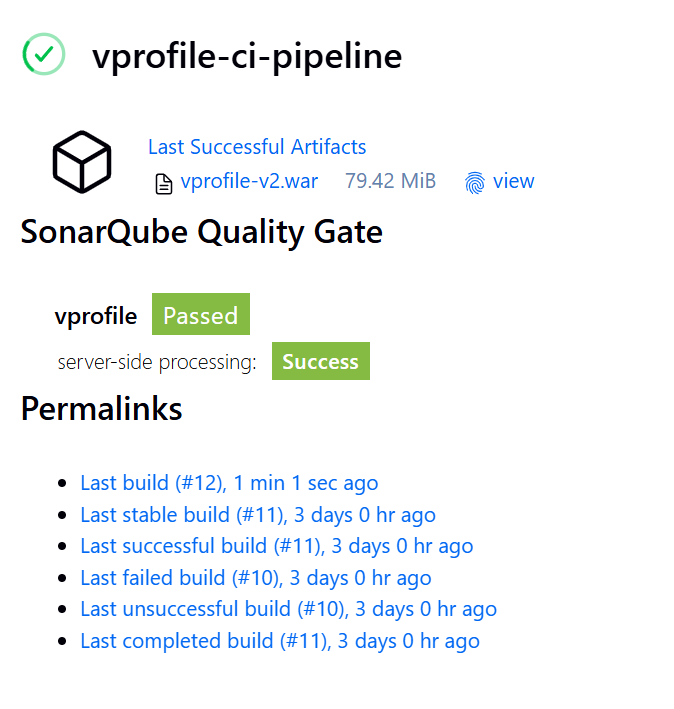 vprofile-ci-pipeline
Last Successful Artifacts
vprofile-v2.war 79.42 MiB view
SonarQube Quality Gate
vprofile Passed
server-side processing: Success
Permalinks
Last build (#12), 1 min 1 sec ago
Last stable build (#11), 3 days 0 hr ago
Last successful build (#11), 3 days 0 hr ago
Last failed build (#10), 3 days 0 hr ago
Last unsuccessful build (#10), 3 days 0 hr ago
Last completed build (#11), 3 days 0 hr ago